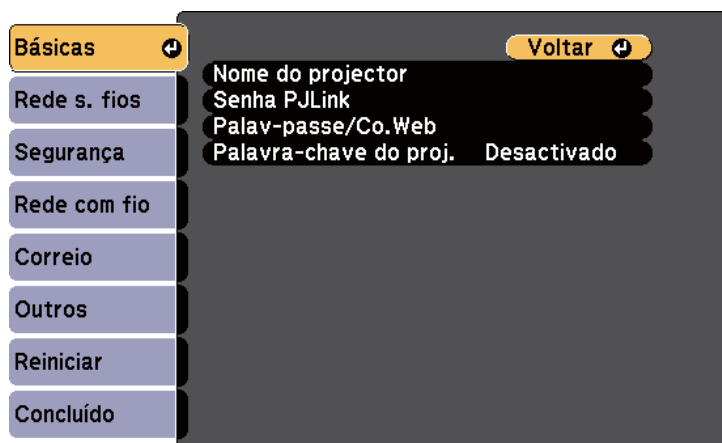 Básicas
Rede s. fios
Segurança
Rede com fio
Correio
Outros
Reiniciar
Concluído
Voltar
Nome do projector
Senha PJLink
Palav-passe/Co.Web
Palavra-chave do proj. Desactivado